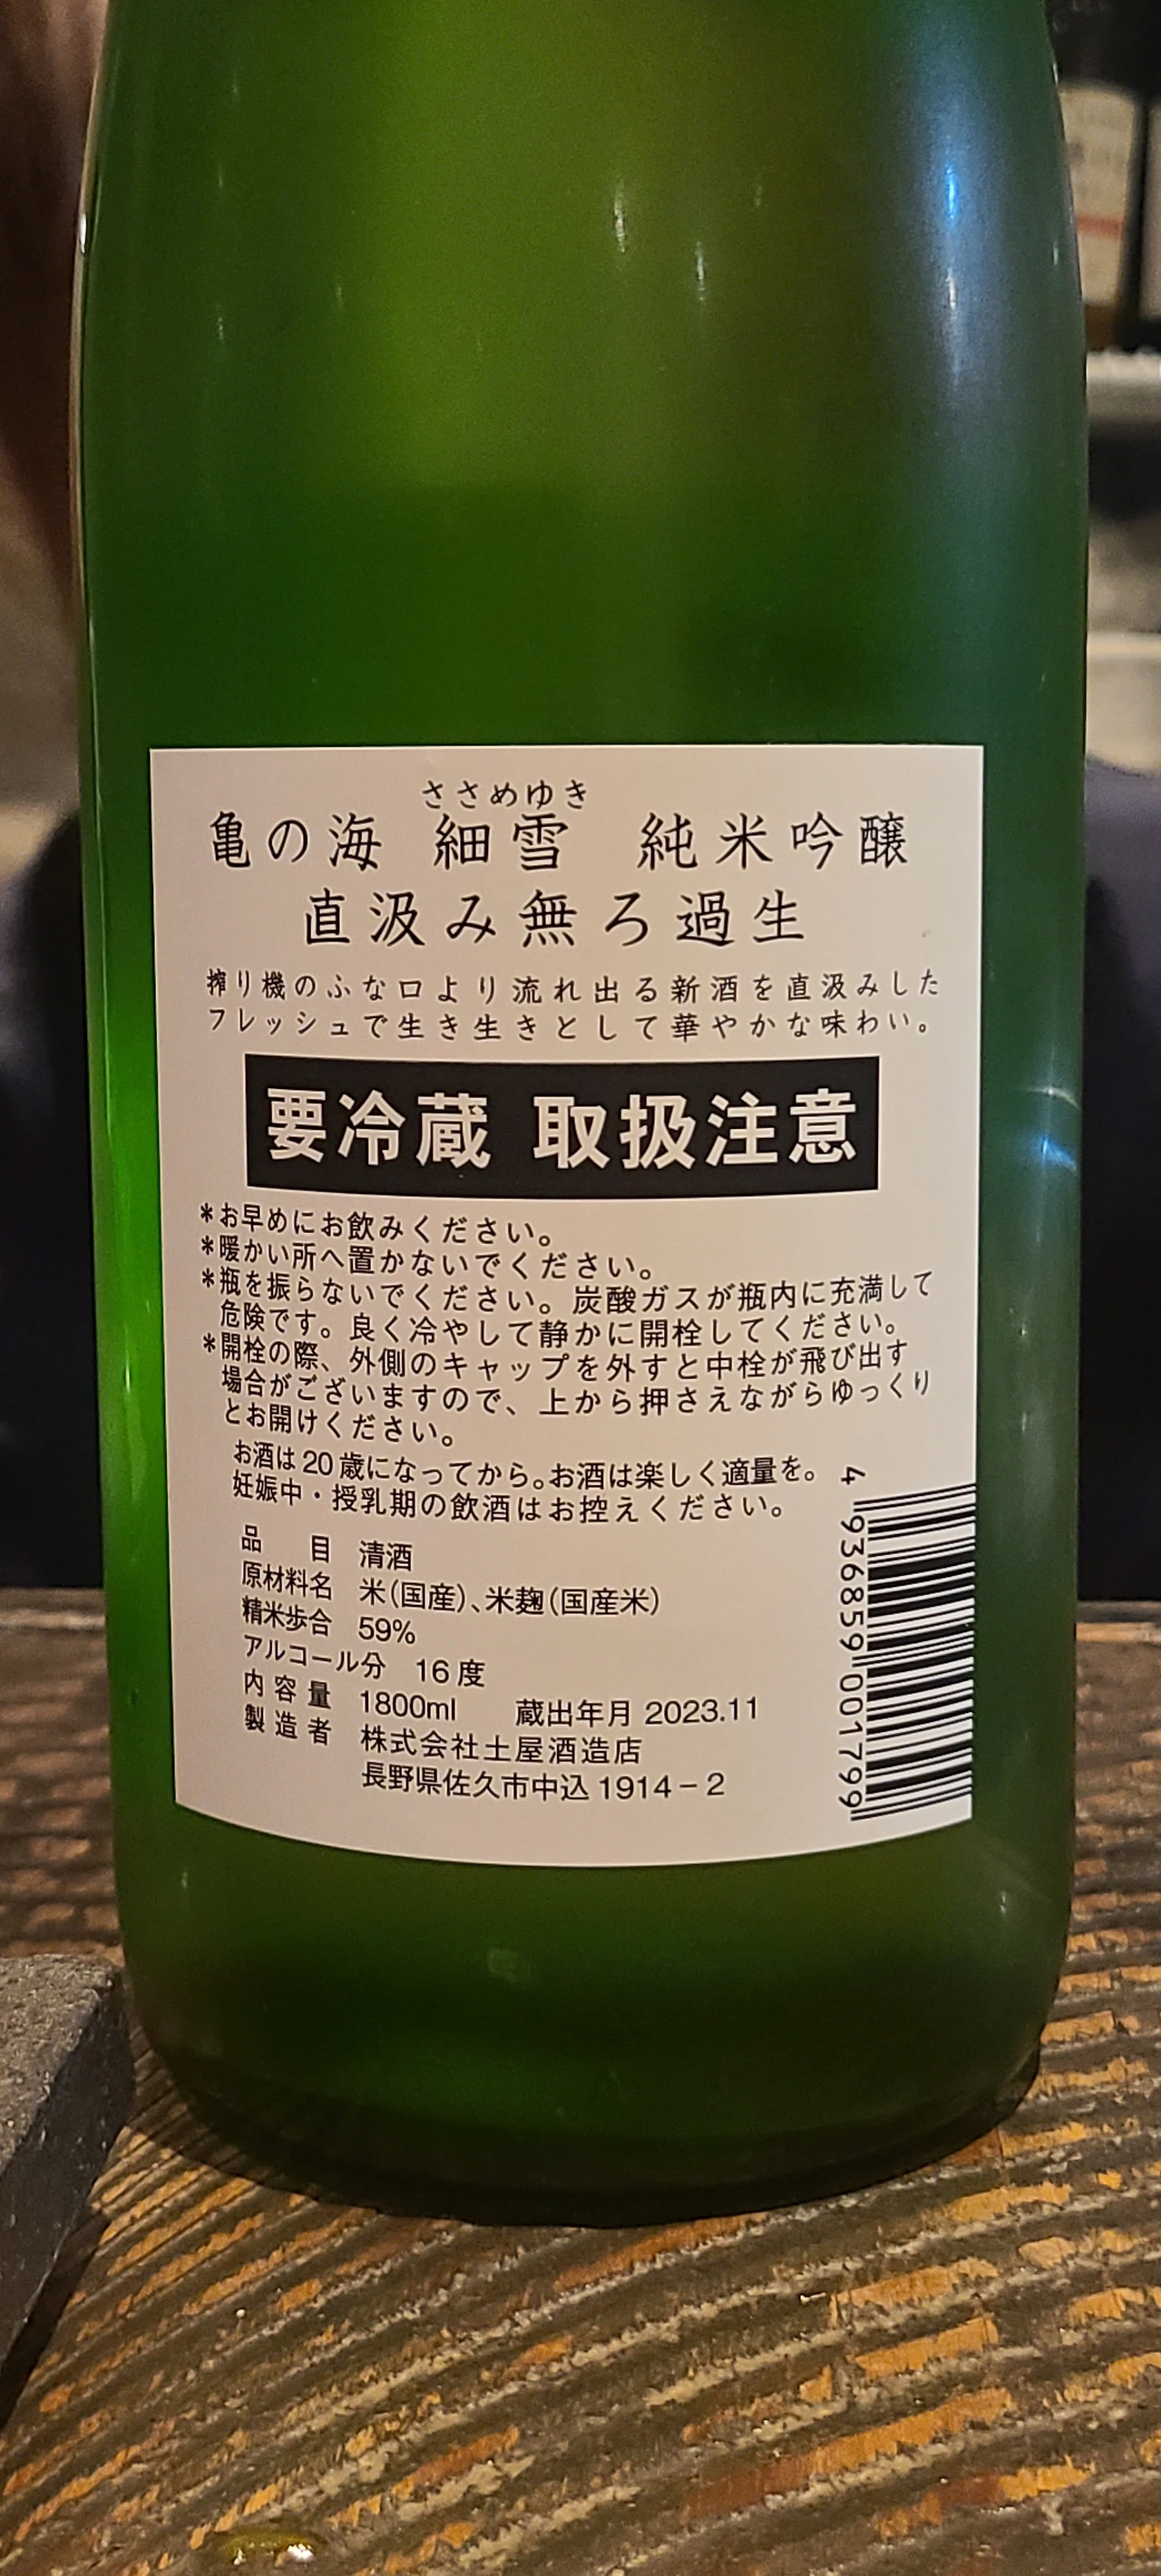 ささめゆき
亀の海 細雪 純米吟醸
直汲み無ろ過生
搾り機のふな口より流れ出る新酒を直汲みした
フレッシュで生き生きとして華やかな味わい。
要冷蔵 取扱注意
*お早めにお飲みください。
*暖かい所へ置かないでください。
*瓶を振らないでください。炭酸ガスが瓶内に充満して
危険です。良く冷やして静かに開栓してください。
*開栓の際、外側のキャップを外すと中栓が飛び出す
場合がございますので、上から押さえながらゆっくり
とお開けください。
お酒は20歳になってから。お酒は楽しく適量を。
妊娠中・授乳期の飲酒はお控えください。
品目 清酒
原材料名 米(国産)、米麹(国産米)
精米歩合 59%
アルコール分 16度
内容量 1800ml 蔵出年月 2023.11
製造者 株式会社土屋酒造店
長野県佐久市中込1914-2
4 936859 001799